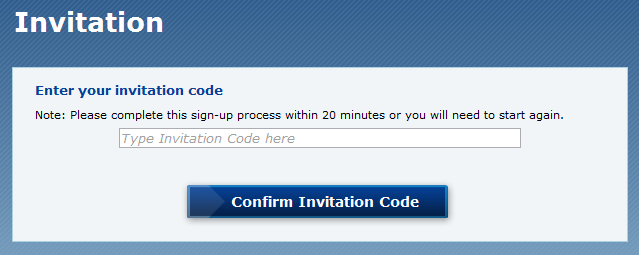 Invitation
Enter your invitation code
Note: Please complete this sign-up process within 20 minutes or you will need to start again.
Type Invitation Code here
Confirm Invitation Code